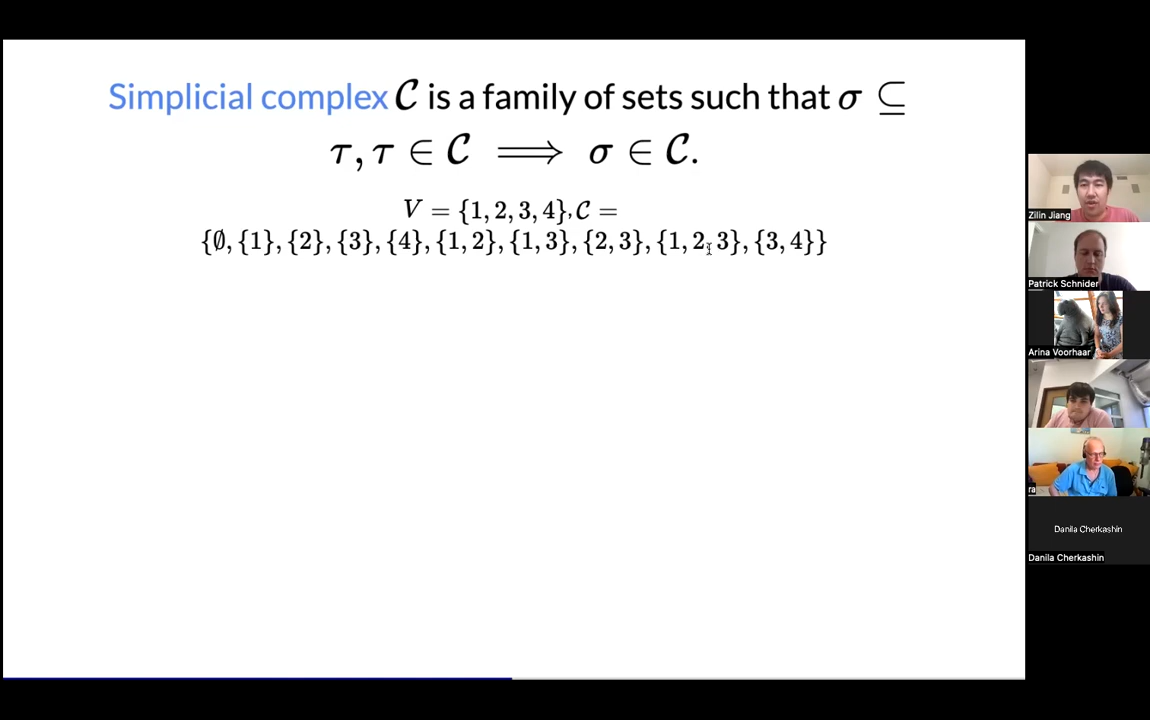 Simplicial complex 𝒞 is a family of sets such that σ ⊆
τ, τ ∈ 𝒞 ⟹ σ ∈ 𝒞.
V = {1, 2, 3, 4}, 𝒞 =
{∅, {1}, {2}, {3}, {4}, {1, 2}, {1, 3}, {2, 3}, {1, 2, 3}, {3, 4}}
Zilin Jiang
Patrick Schnider
Arina Voorhaar
ra
Danila Cherkashin
Danila Cherkashin